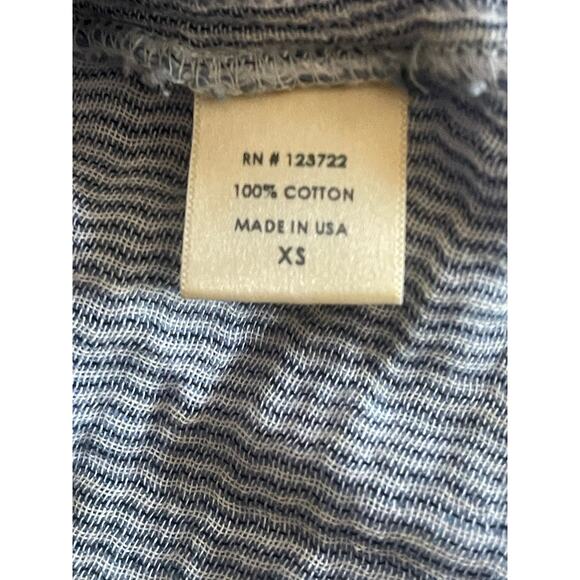 RN # 123722
100% COTTON
MADE IN USA
XS